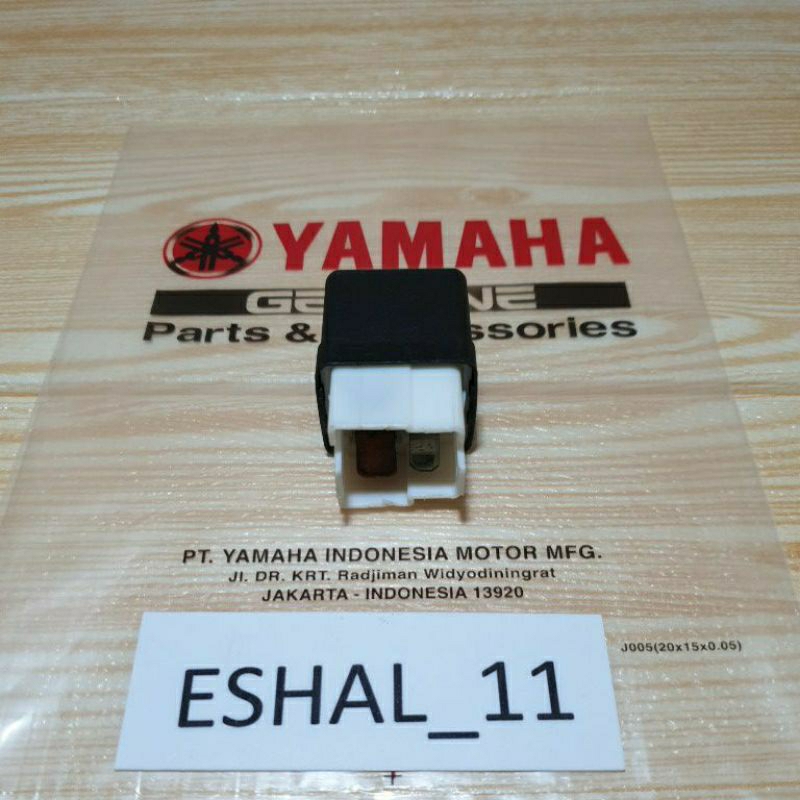 YAMAHA
Parts &
PT. YAMAHA INDONESIA MOTOR MFG.
Jl. DR. KRT. Radjiman Widyodiningrat
JAKARTA - INDONESIA 13920
J005(20x15x0.05)
ESHAL_11